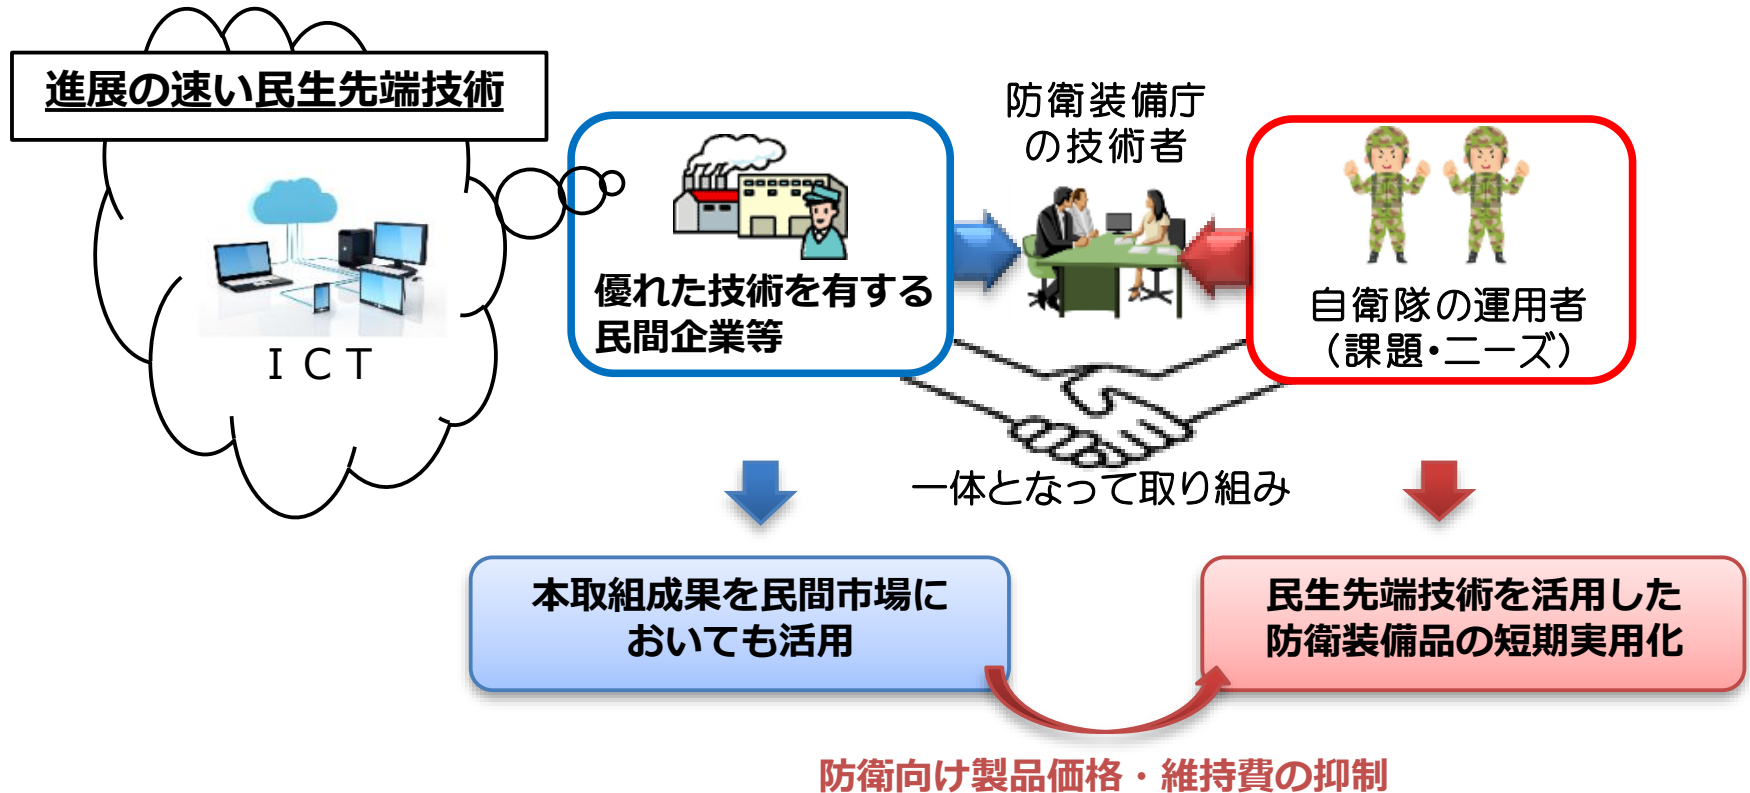 進展の速い民生先端技術
ＩＣＴ
優れた技術を有する
民間企業等
防衛装備庁
の技術者
自衛隊の運用者
（課題・ニーズ）
一体となって取り組み
本取組成果を民間市場に
おいても活用
民生先端技術を活用した
防衛装備品の短期実用化
防衛向け製品価格・維持費の抑制